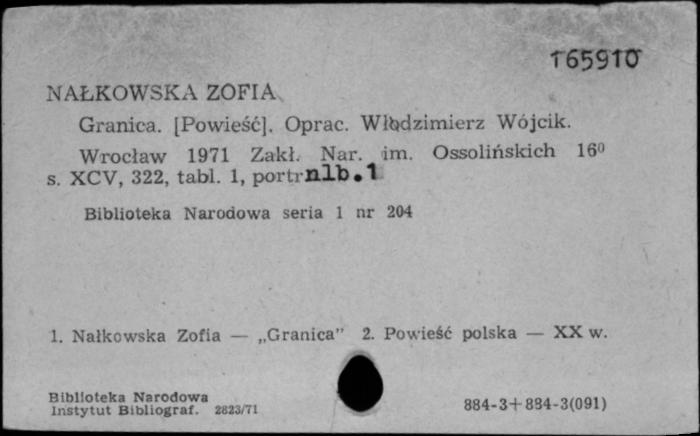 165910
NAŁKOWSKA ZOFIA
Granica. [Powieść]. Oprac. Włodzimierz Wójcik.
Wrocław 1971 Zakł. Nar. im. Ossolińskich 16⁰
s. XCV, 322, tabl. 1, portr nlb.1
Biblioteka Narodowa seria 1 nr 204
1. Nałkowska Zofia — „Granica” 2. Powieść polska — XX w.
Biblioteka Narodowa
Instytut Bibliograf. 2823/71
884-3+884-3(091)